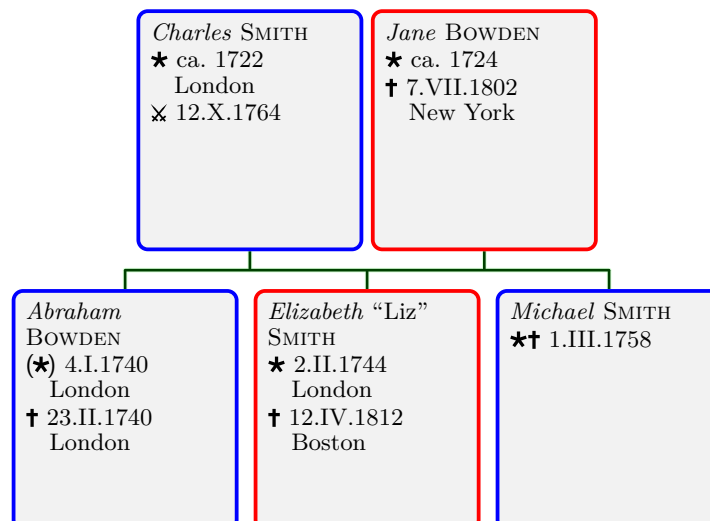 Charles SMITH
★ ca. 1722
London
⚔ 12.X.1764
Jane BOWDEN
★ ca. 1724
✝ 7.VII.1802
New York
Abraham
BOWDEN
(★) 4.I.1740
London
✝ 23.II.1740
London
Elizabeth “Liz”
SMITH
★ 2.II.1744
London
✝ 12.IV.1812
Boston
Michael SMITH
★✝ 1.III.1758